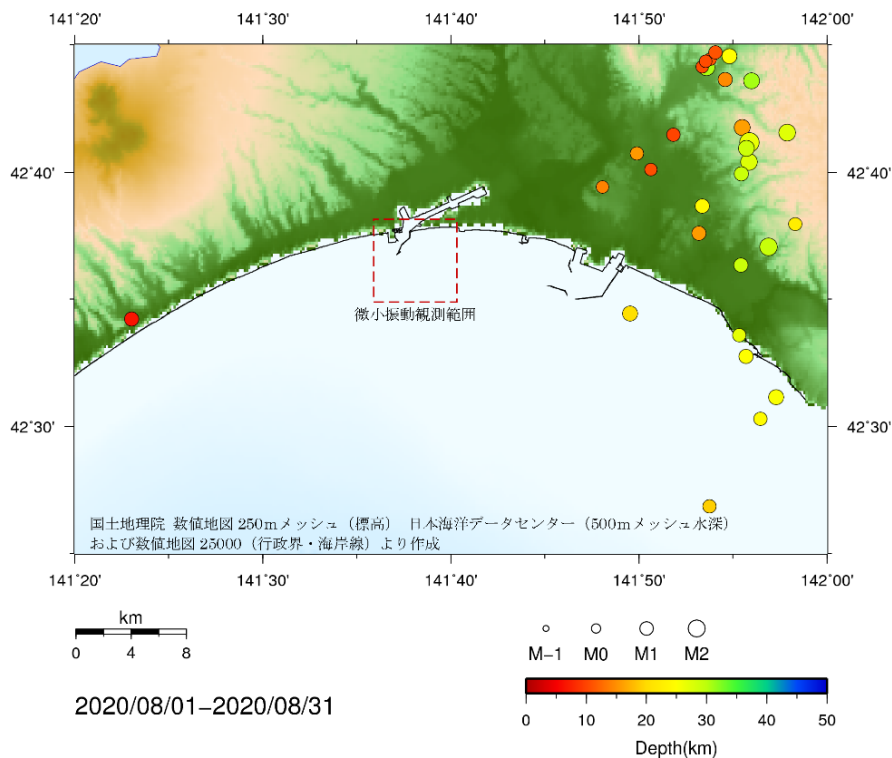 141˚20' 141˚30' 141˚40' 141˚50' 142˚00'
42˚40' 42˚40'
微小振動観測範囲
42˚30' 42˚30'
国土地理院 数値地図 250mメッシュ（標高） 日本海洋データセンター（500mメッシュ水深）
および数値地図 25000（行政界・海岸線）より作成
141˚20' 141˚30' 141˚40' 141˚50' 142˚00'
km
0 4 8
M−1 M0 M1 M2
2020/08/01−2020/08/31
0 10 20 30 40 50
Depth(km)